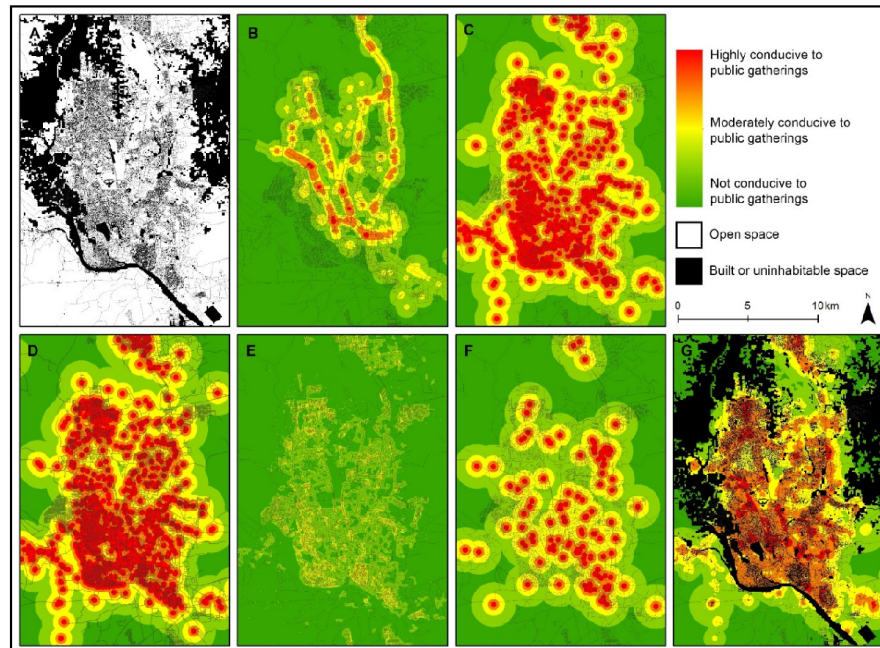 A
B
C
Highly conducive to
public gatherings
Moderately conducive to
public gatherings
Not conducive to
public gatherings
Open space
Built or uninhabitable space
N
0 5 10 km
D
E
F
G